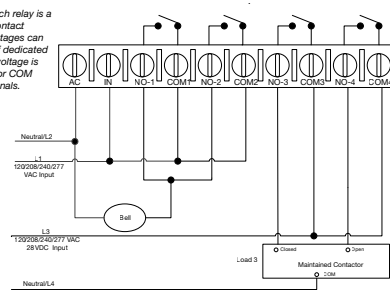 ch relay is a
ontact
tages can
f dedicated
voltage is
or COM
nals.
AC IN NO-1 COM1 NO-2 COM2 NO-3 COM3 NO-4 COM4
Neutral/L2
L1
120/208/240/277
VAC Input
Bell
L3
120/208/240/277 VAC
28VDC Input
Load 3
Closed
Open
Maintained Contactor
COM
Neutral/L4